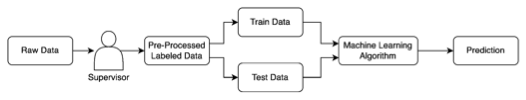 Raw Data
Supervisor
Pre-Processed
Labeled Data
Train Data
Test Data
Machine Learning
Algorithm
Prediction